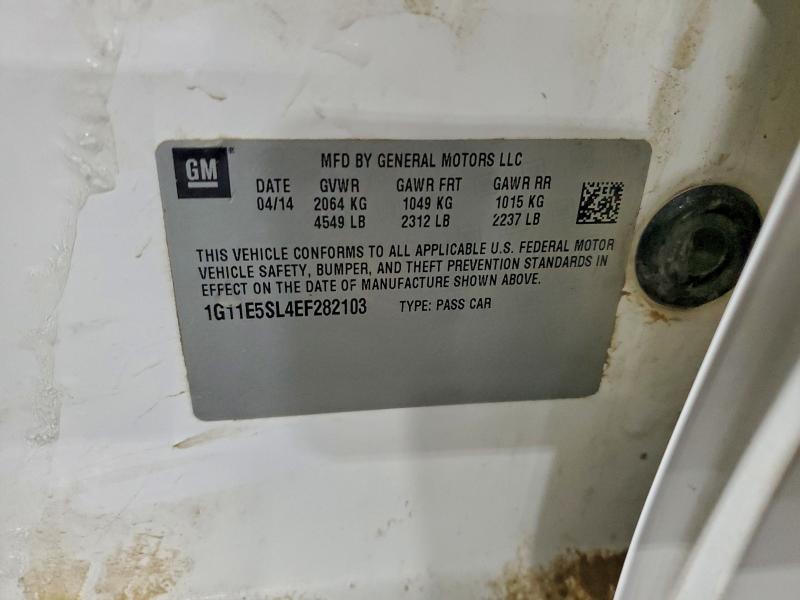 GM
MFD BY GENERAL MOTORS LLC
DATE GVWR GAWR FRT GAWR RR
04/14 2064 KG 1049 KG 1015 KG
4549 LB 2312 LB 2237 LB
THIS VEHICLE CONFORMS TO ALL APPLICABLE U.S. FEDERAL MOTOR
VEHICLE SAFETY, BUMPER, AND THEFT PREVENTION STANDARDS IN
EFFECT ON THE DATE OF MANUFACTURE SHOWN ABOVE.
1G11E5SL4EF282103 TYPE: PASS CAR